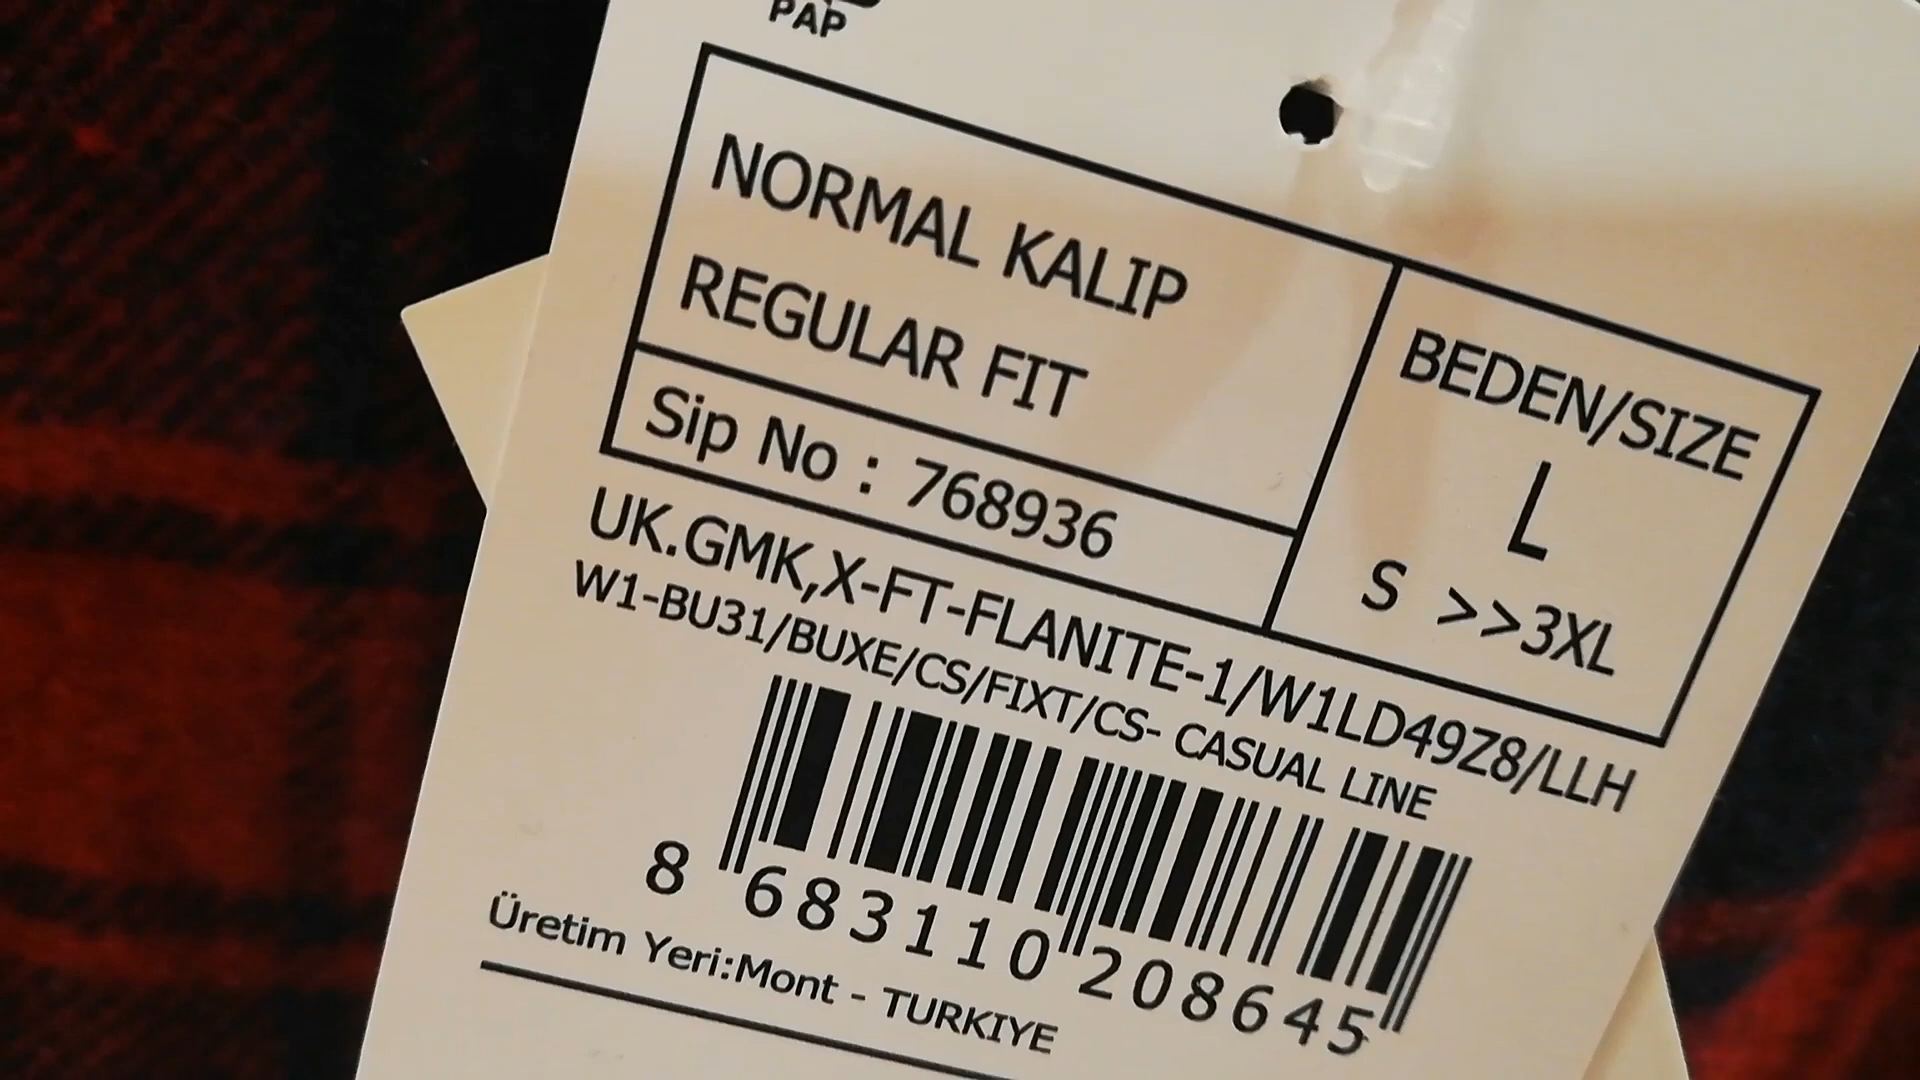 PAP
NORMAL KALIP
REGULAR FIT
BEDEN/SIZE
L
S >>3XL
Sip No : 768936
UK.GMK,X-FT-FLANITE-1/W1LD49Z8/LLH
W1-BU31/BUXE/CS/FIXT/CS- CASUAL LINE
8 683110 208645
Üretim Yeri:Mont - TURKIYE